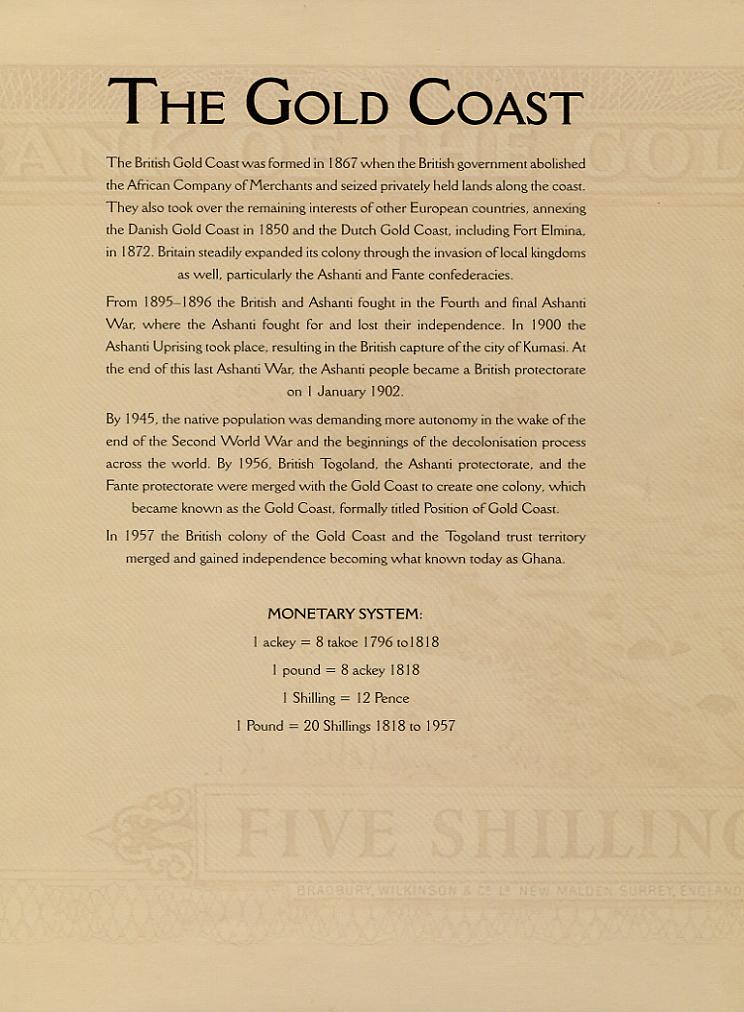 THE GOLD COAST
The British Gold Coast was formed in 1867 when the British government abolished
the African Company of Merchants and seized privately held lands along the coast.
They also took over the remaining interests of other European countries, annexing
the Danish Gold Coast in 1850 and the Dutch Gold Coast, including Fort Elmina,
in 1872. Britain steadily expanded its colony through the invasion of local kingdoms
as well, particularly the Ashanti and Fante confederacies.
From 1895–1896 the British and Ashanti fought in the Fourth and final Ashanti
War, where the Ashanti fought for and lost their independence. In 1900 the
Ashanti Uprising took place, resulting in the British capture of the city of Kumasi. At
the end of this last Ashanti War, the Ashanti people became a British protectorate
on 1 January 1902.
By 1945, the native population was demanding more autonomy in the wake of the
end of the Second World War and the beginnings of the decolonisation process
across the world. By 1956, British Togoland, the Ashanti protectorate, and the
Fante protectorate were merged with the Gold Coast to create one colony, which
became known as the Gold Coast, formally titled Position of Gold Coast.
In 1957 the British colony of the Gold Coast and the Togoland trust territory
merged and gained independence becoming what known today as Ghana.
MONETARY SYSTEM:
1 ackey = 8 takoe 1796 to1818
1 pound = 8 ackey 1818
1 Shilling = 12 Pence
1 Pound = 20 Shillings 1818 to 1957
FIVE SHILLING
BRADBURY, WILKINSON & Cº Lº NEW MALDEN SURREY, ENGLAND